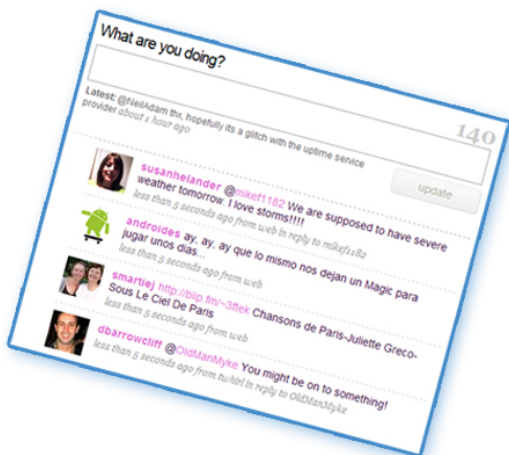 What are you doing?
140
Latest: @NeilAdam thx, hopefully its a glitch with the uptime service
provider about 1 hour ago
update
susanhelander @mikef1182 We are supposed to have severe
weather tomorrow. I love storms!!!!
less than 5 seconds ago from web in reply to mikef1182
androides ay, ay, ay que lo mismo nos dejan un Magic para
jugar unos dias...
less than 5 seconds ago from web
smartiej http://blip.fm/~3ftek Chansons de Paris-Juliette Greco-
Sous Le Ciel De Paris
less than 5 seconds ago from web
dbarrowcliff @OldManMyke You might be on to something!
less than 5 seconds ago from twhirl in reply to OldManMyke